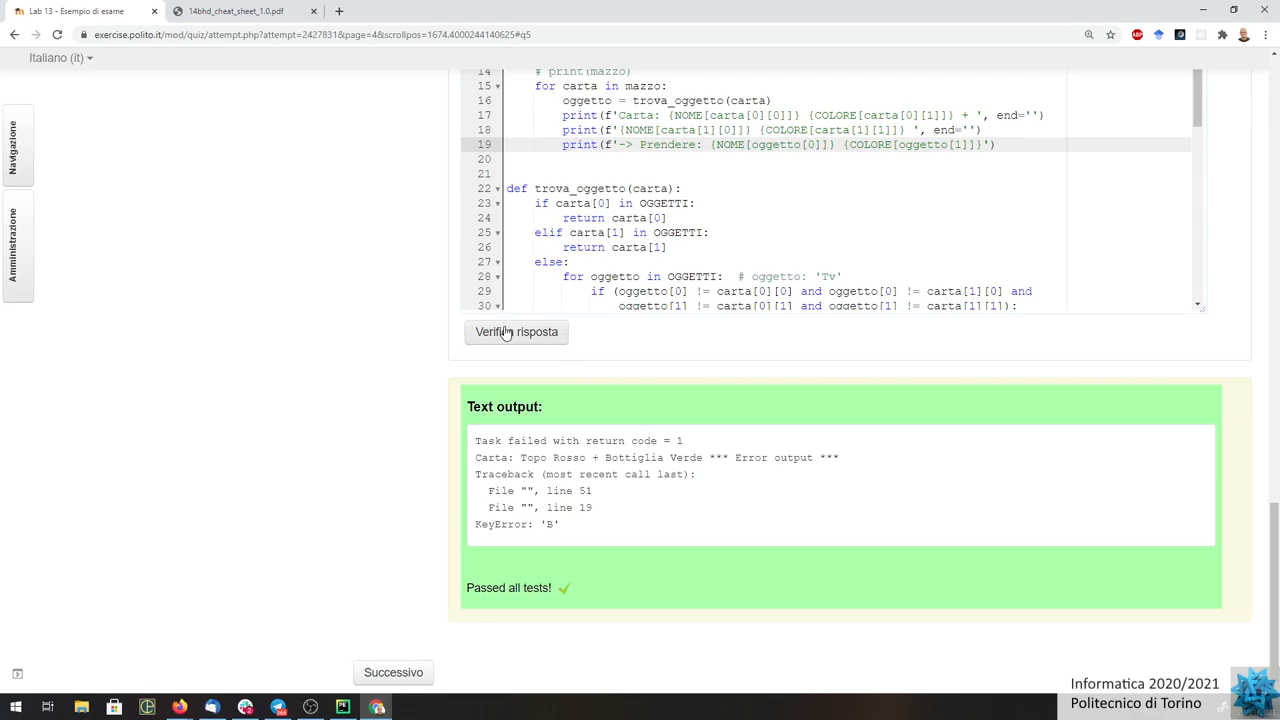 Lab 13 - Esempio di esame
14bhd_cheat_sheet_1.0.pdf
exercise.polito.it/mod/quiz/attempt.php?attempt=2427831&page=4&scrollpos=1674.4000244140625#q5
Italiano (it)
Navigazione
Amministrazione
14 # print(mazzo)
15 for carta in mazzo:
16 oggetto = trova_oggetto(carta)
17 print(f'Carta: {NOME[carta[0][0]]} {COLORE[carta[0][1]]} + ', end='')
18 print(f'{NOME[carta[1][0]]} {COLORE[carta[1][1]]} ', end='')
19 print(f'-> Prendere: {NOME[oggetto[0]]} {COLORE[oggetto[1]]}')
20
21
22 def trova_oggetto(carta):
23 if carta[0] in OGGETTI:
24 return carta[0]
25 elif carta[1] in OGGETTI:
26 return carta[1]
27 else:
28 for oggetto in OGGETTI: # oggetto: 'Tv'
29 if (oggetto[0] != carta[0][0] and oggetto[0] != carta[1][0] and
30 oggetto[1] != carta[0][1] and oggetto[1] != carta[1][1]):
Verifica risposta
Text output:
Task failed with return code = 1
Carta: Topo Rosso + Bottiglia Verde *** Error output ***
Traceback (most recent call last):
File "", line 51
File "", line 19
KeyError: 'B'
Passed all tests!
Successivo
Informatica 2020/2021
Politecnico di Torino